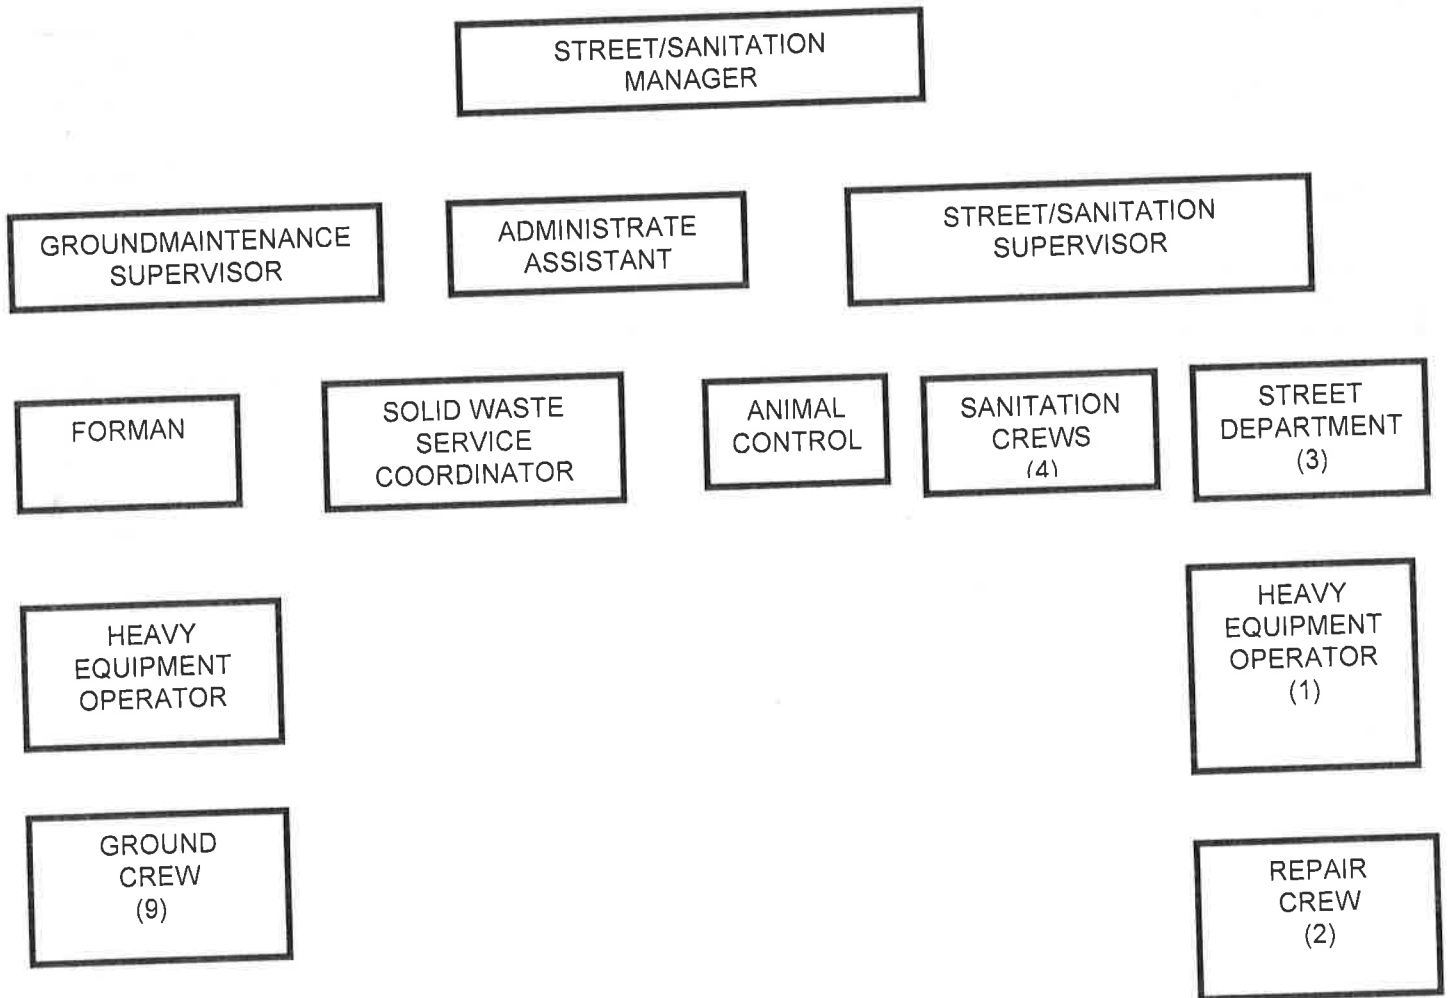 STREET/SANITATION
MANAGER
GROUNDMAINTENANCE
SUPERVISOR
ADMINISTRATE
ASSISTANT
STREET/SANITATION
SUPERVISOR
FORMAN
SOLID WASTE
SERVICE
COORDINATOR
ANIMAL
CONTROL
SANITATION
CREWS
(4)
STREET
DEPARTMENT
(3)
HEAVY
EQUIPMENT
OPERATOR
HEAVY
EQUIPMENT
OPERATOR
(1)
GROUND
CREW
(9)
REPAIR
CREW
(2)